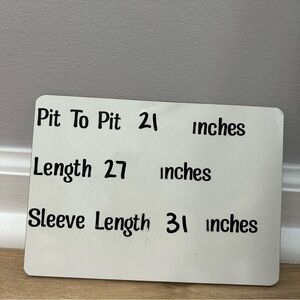 Pit To Pit 21 inches
Length 27 inches
Sleeve Length 31 inches